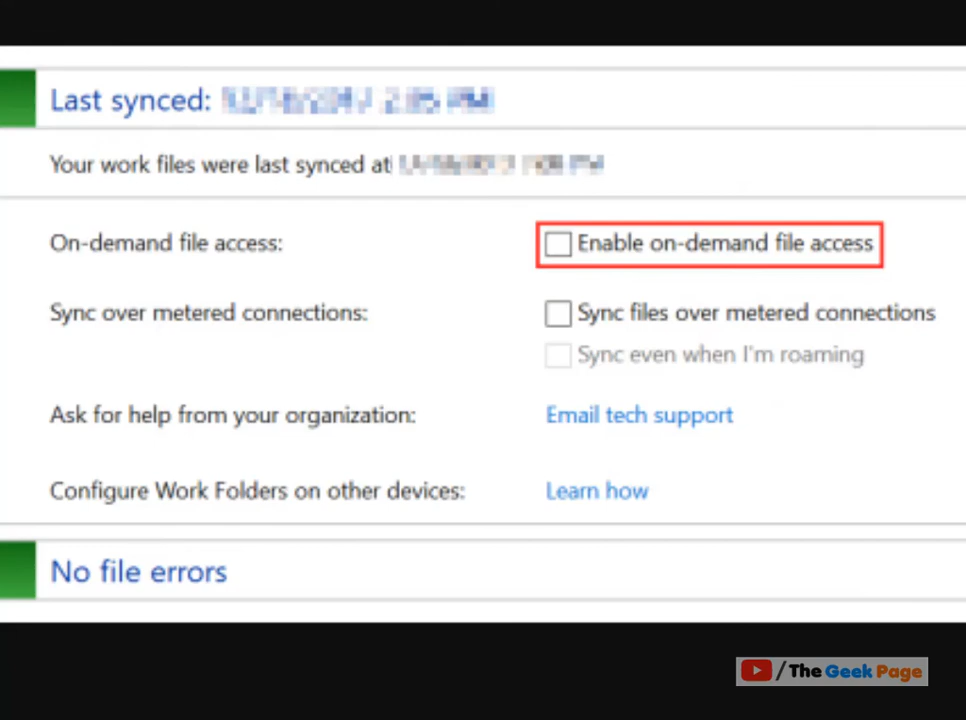 Last synced:
Your work files were last synced at
On-demand file access:
Enable on-demand file access
Sync over metered connections:
Sync files over metered connections
Sync even when I'm roaming
Ask for help from your organization:
Email tech support
Configure Work Folders on other devices:
Learn how
No file errors
/The Geek Page